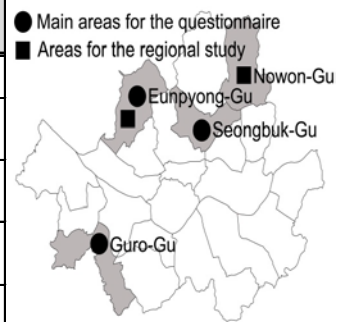 Main areas for the questionnaire
Areas for the regional study
Nowon-Gu
Eunpyong-Gu
Seongbuk-Gu
Guro-Gu